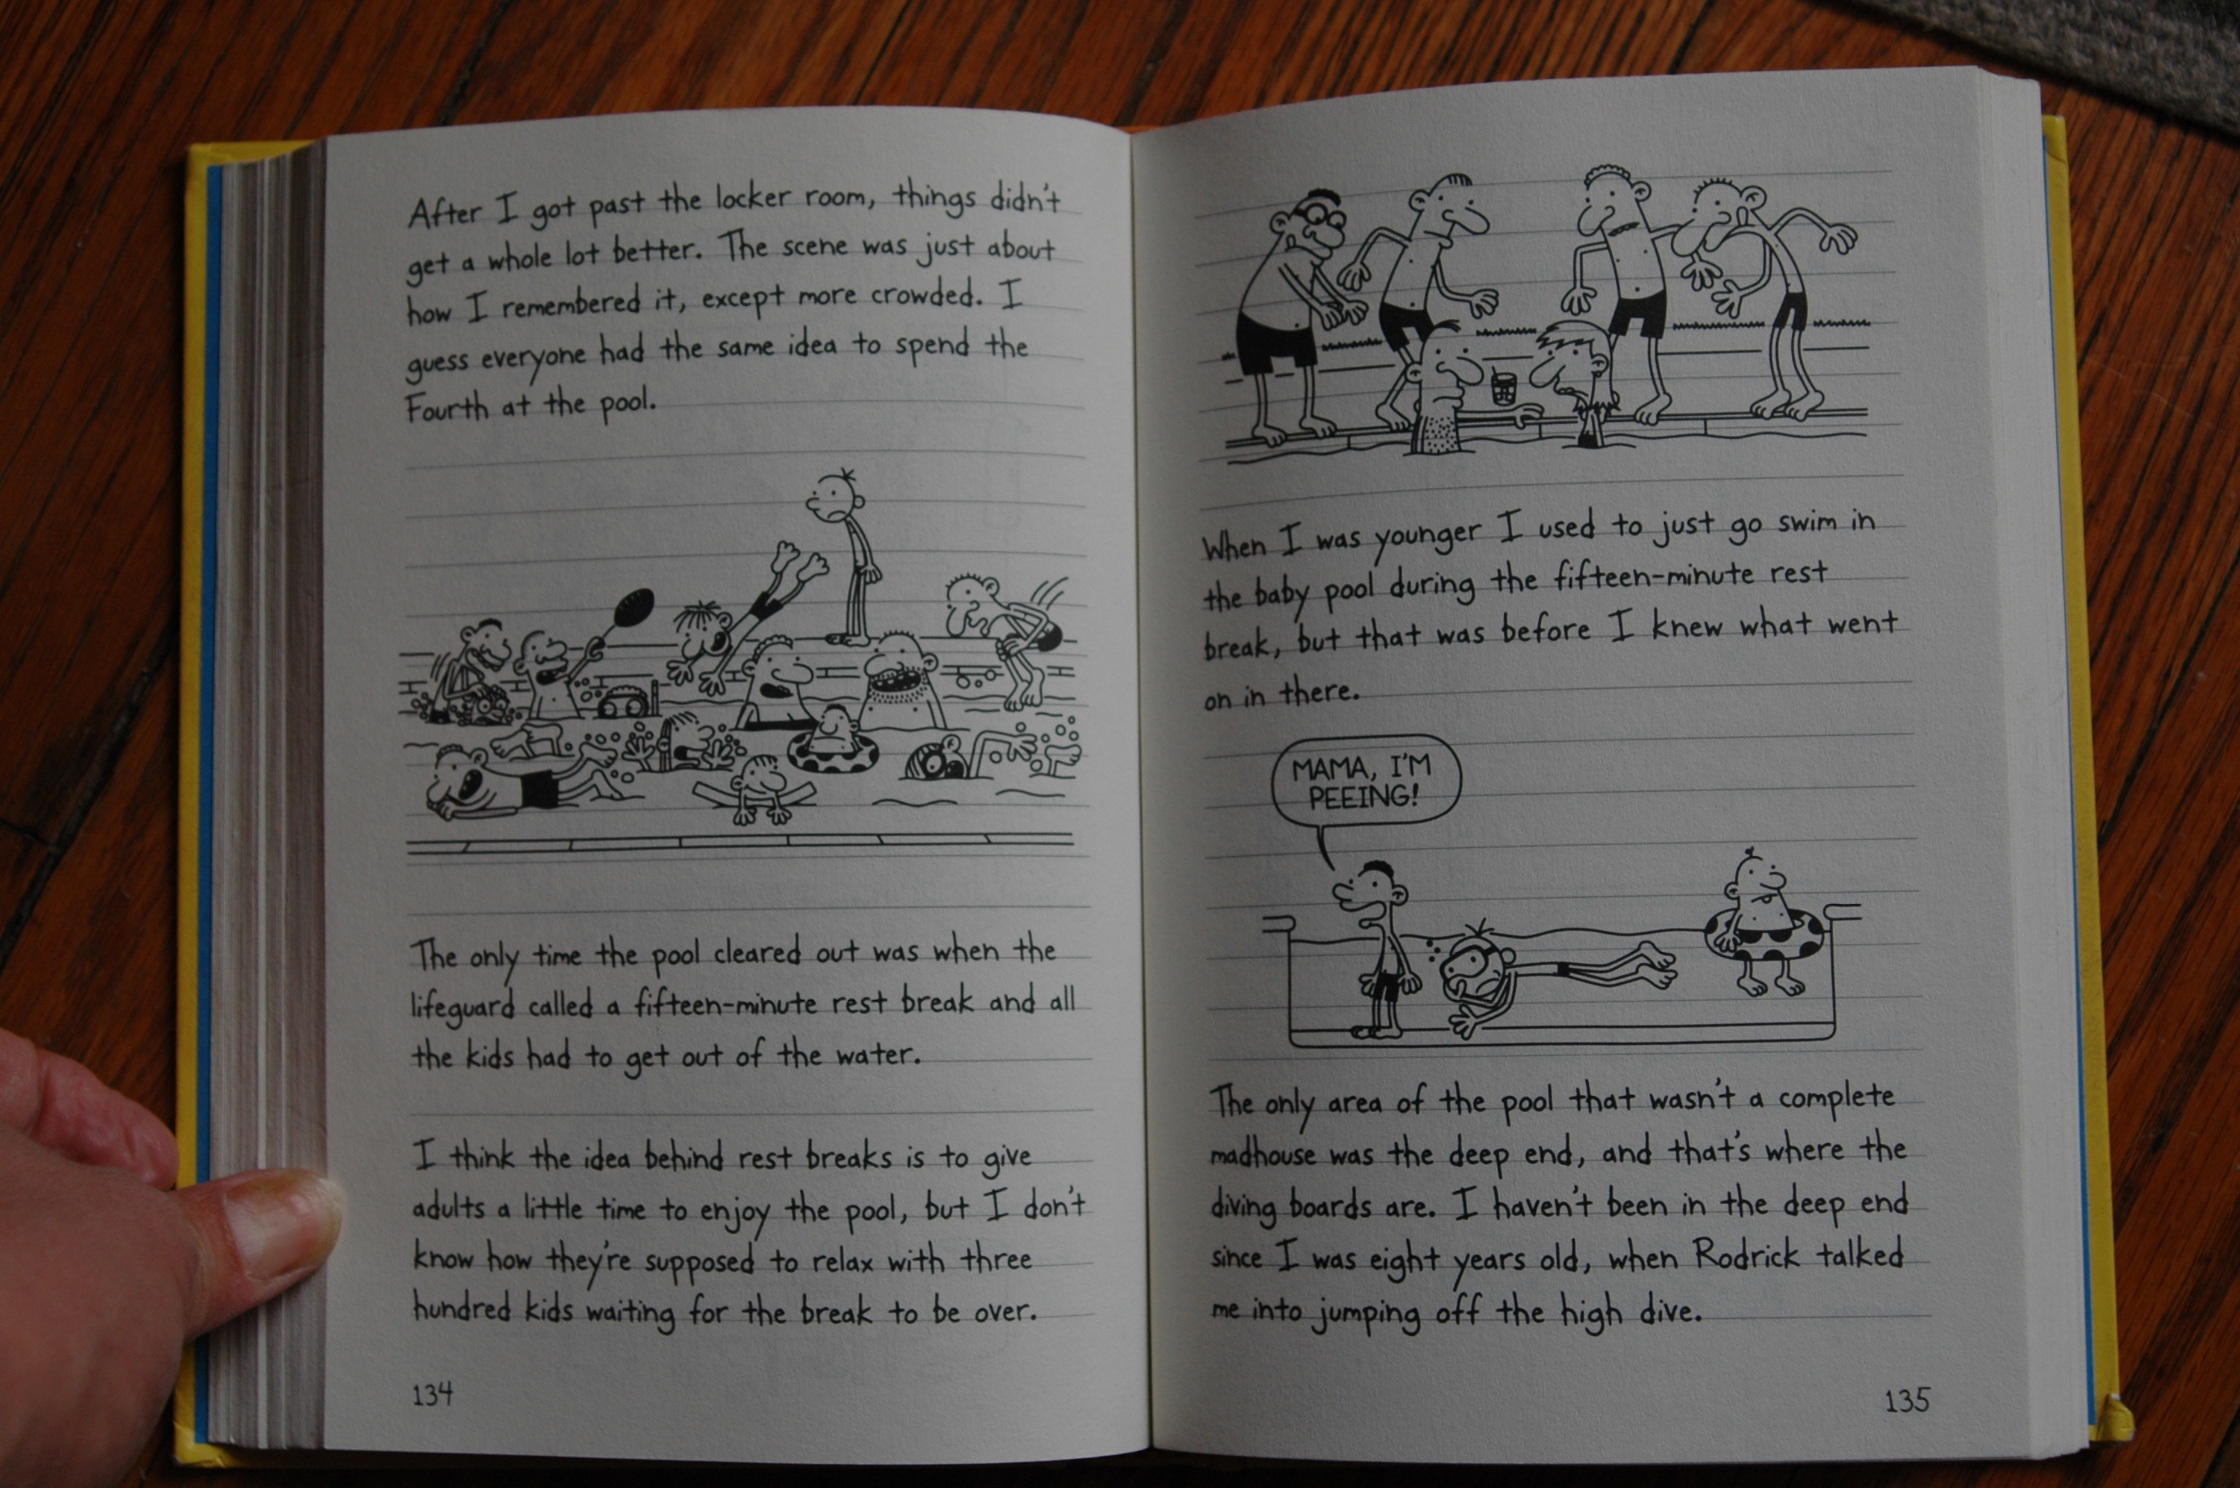 After I got past the locker room, things didn't
get a whole lot better. The scene was just about
how I remembered it, except more crowded. I
guess everyone had the same idea to spend the
Fourth at the pool.
The only time the pool cleared out was when the
lifeguard called a fifteen-minute rest break and all
the kids had to get out of the water.
I think the idea behind rest breaks is to give
adults a little time to enjoy the pool, but I don't
know how they're supposed to relax with three
hundred kids waiting for the break to be over.
134
When I was younger I used to just go swim in
the baby pool during the fifteen-minute rest
break, but that was before I knew what went
on in there.
MAMA, I'M
PEEING!
The only area of the pool that wasn't a complete
madhouse was the deep end, and that's where the
diving boards are. I haven't been in the deep end
since I was eight years old, when Rodrick talked
me into jumping off the high dive.
135